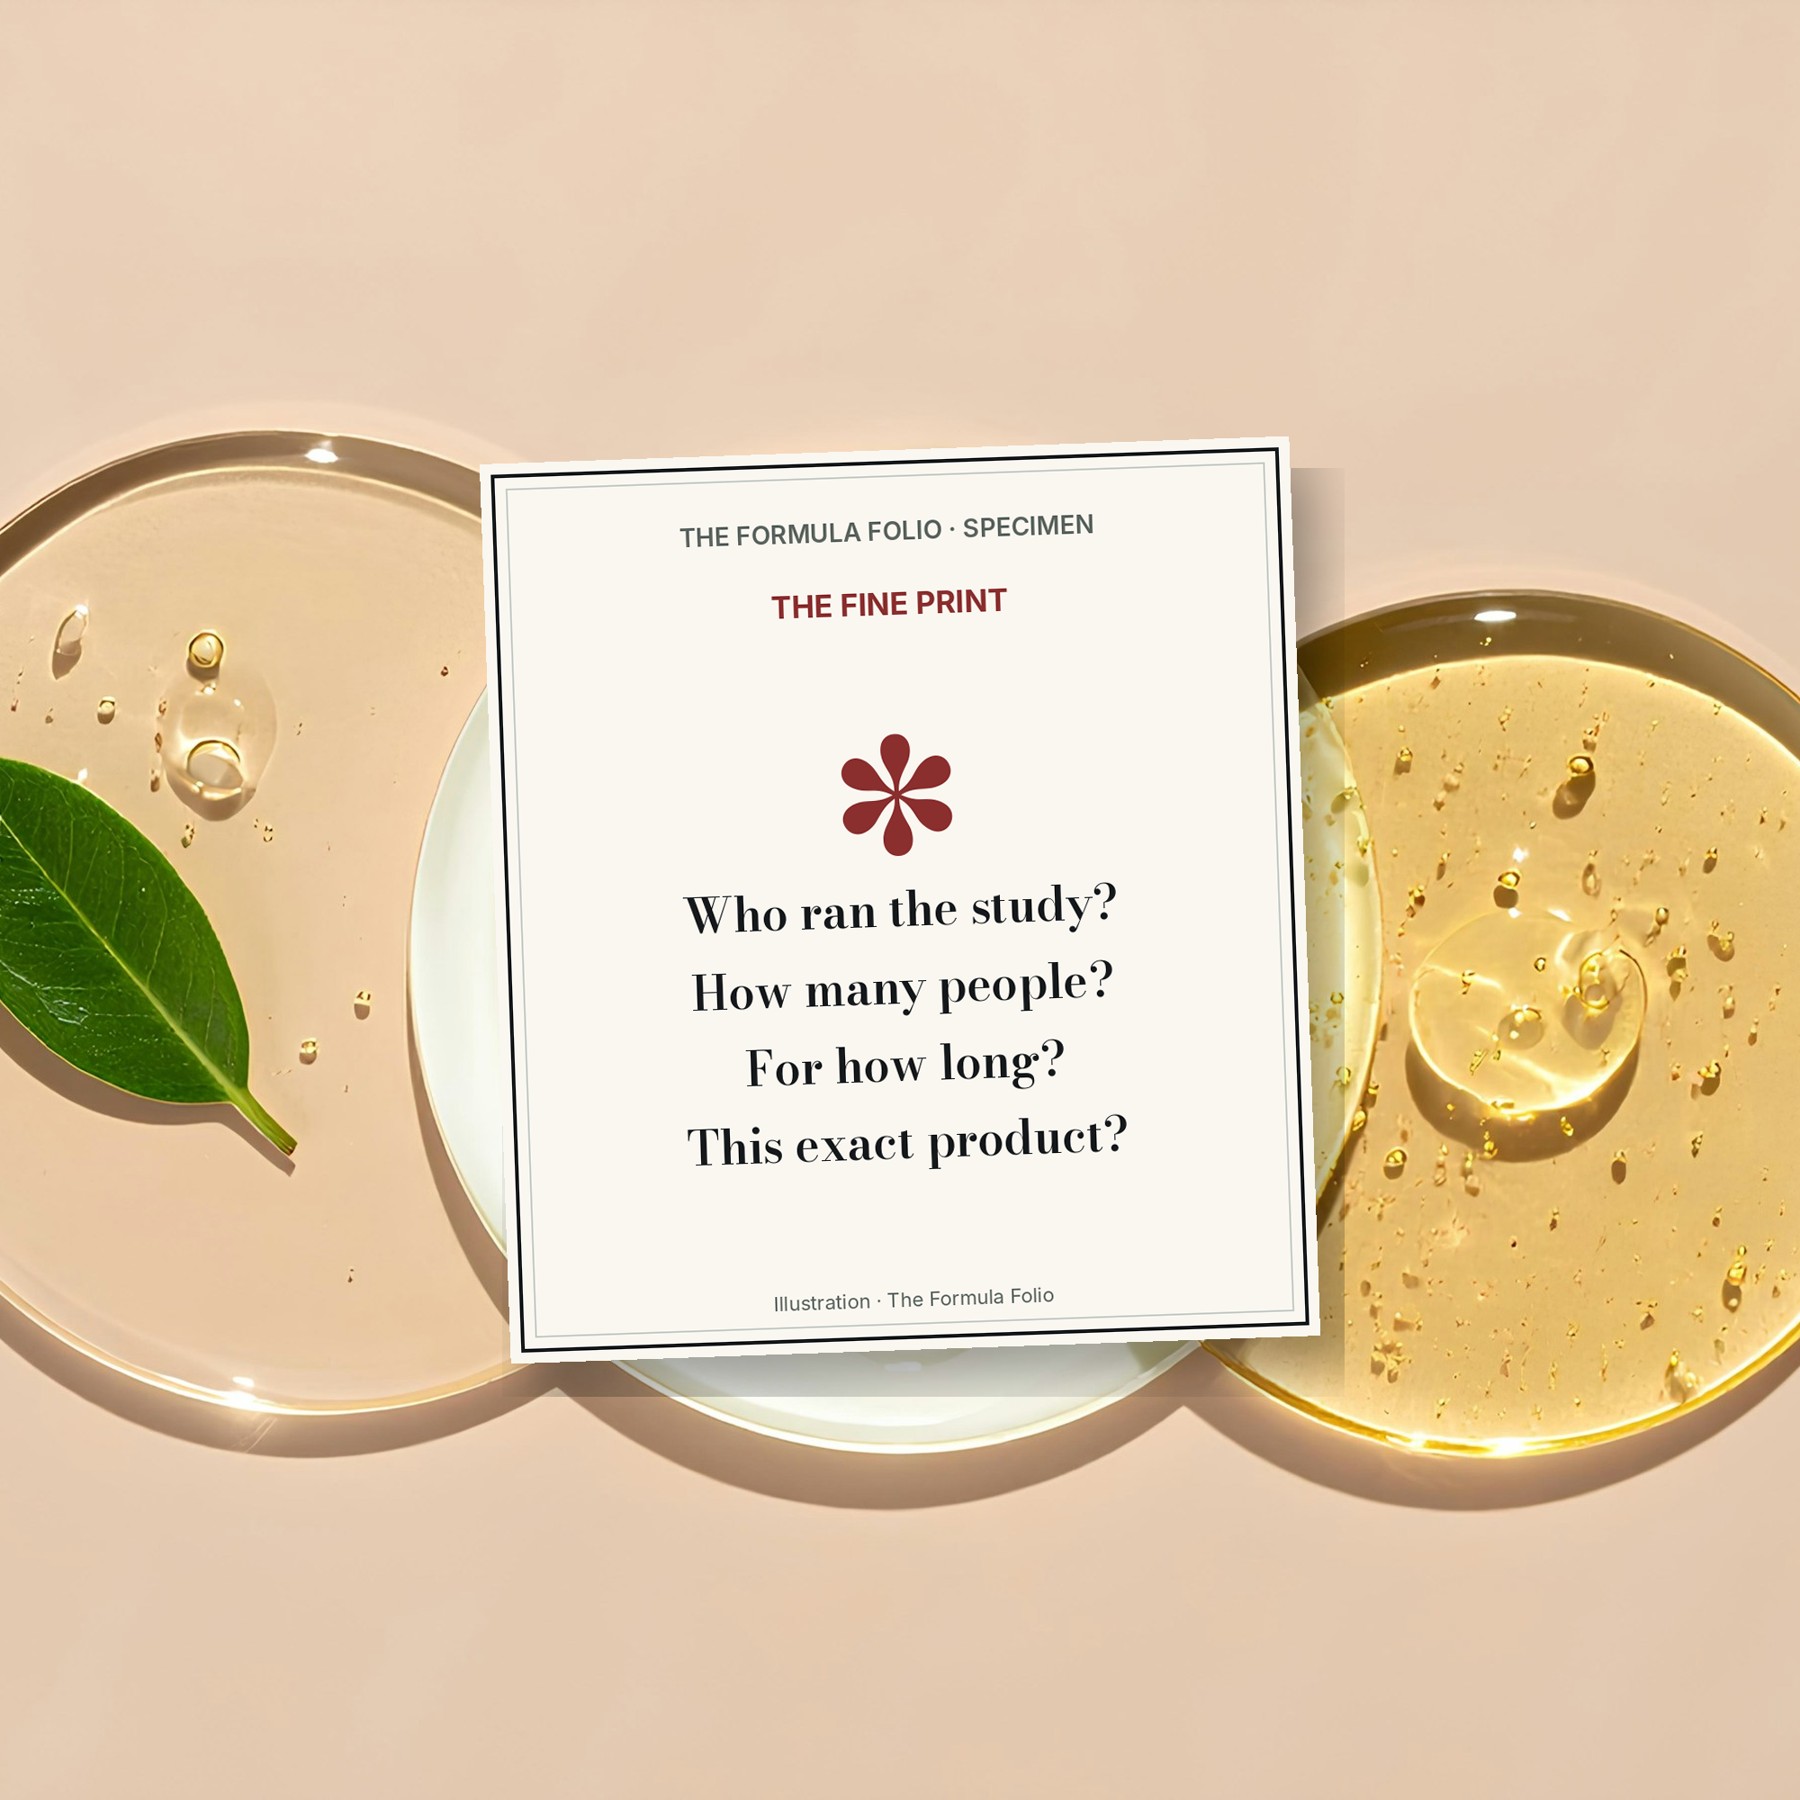 THE FORMULA FOLIO · SPECIMEN
THE FINE PRINT
Who ran the study?
How many people?
For how long?
This exact product?
Illustration · The Formula Folio